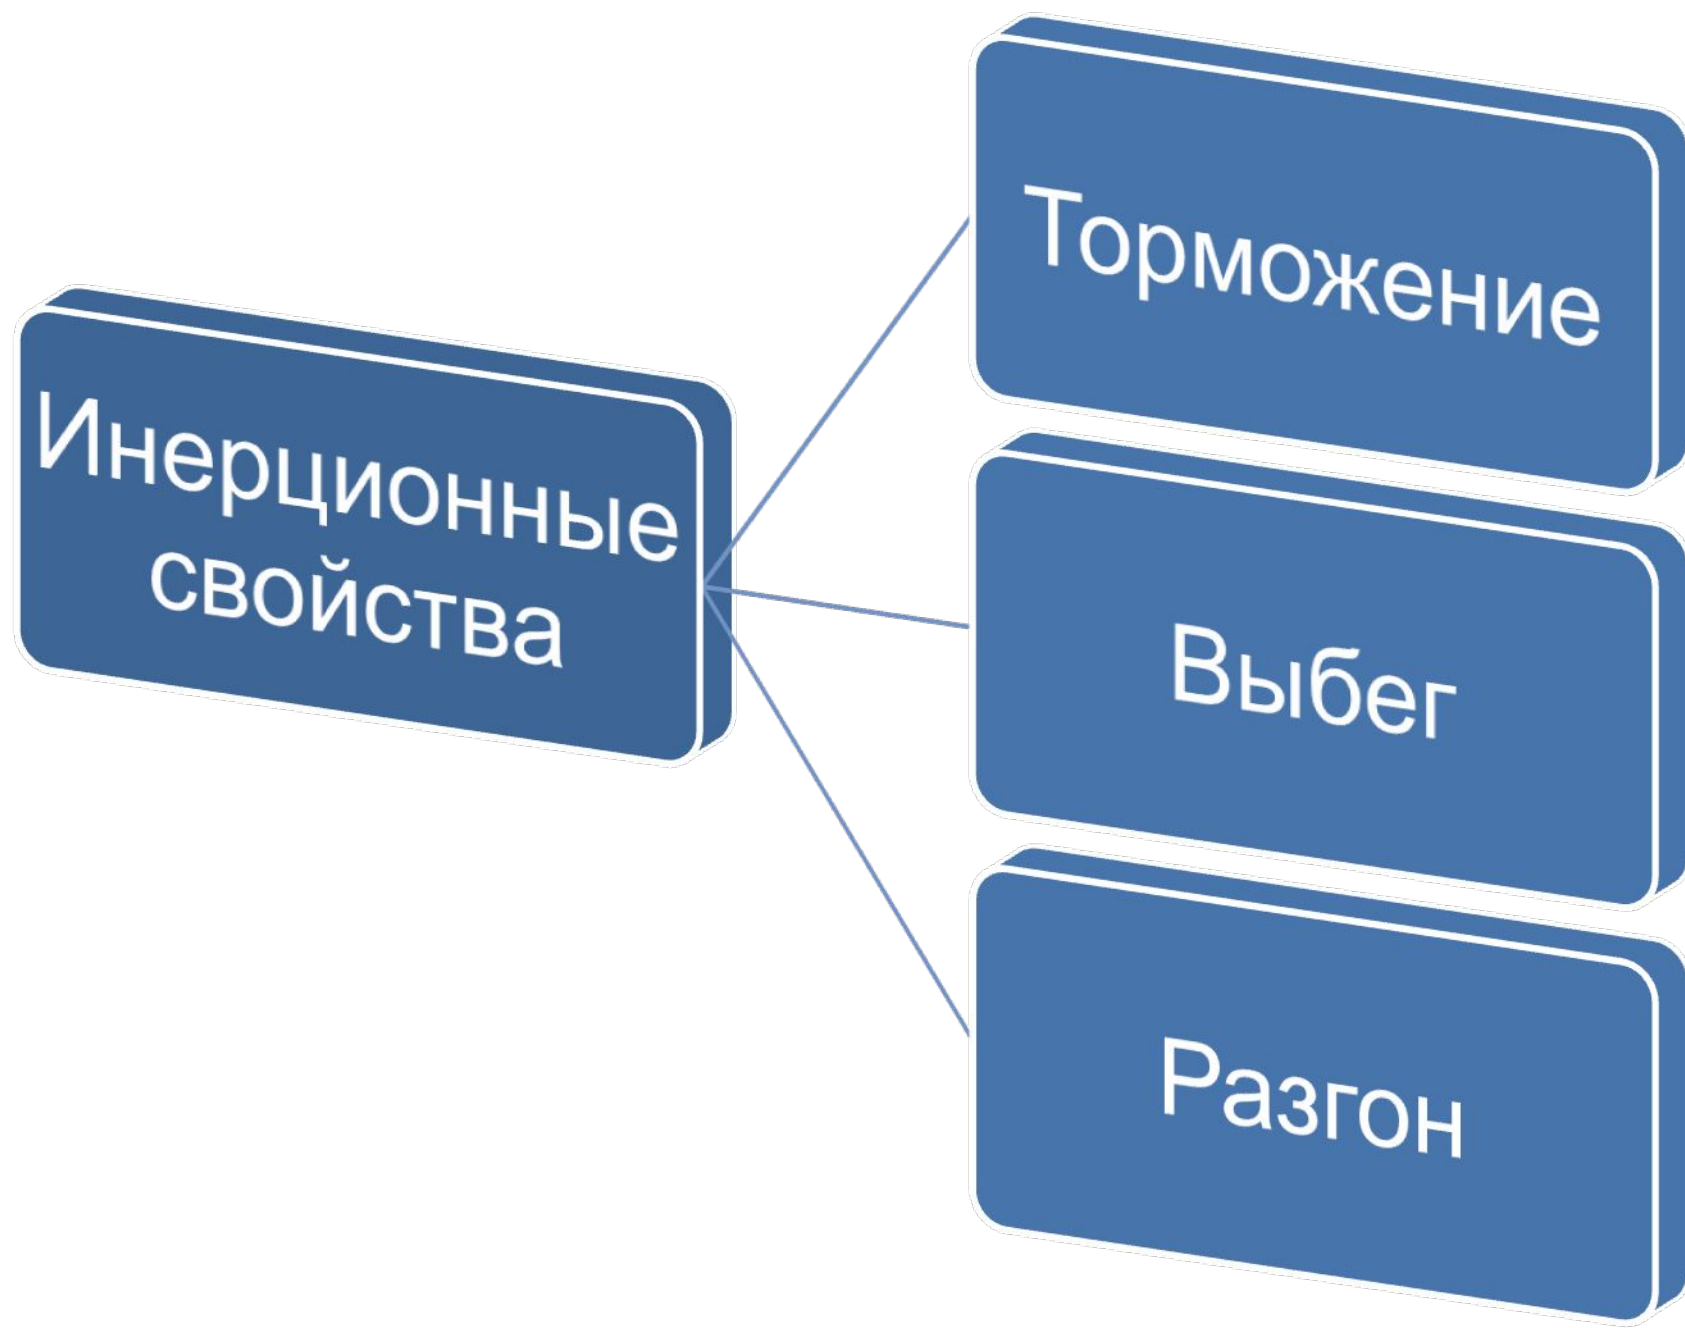 Инерционные
свойства
Торможение
Выбег
Разгон